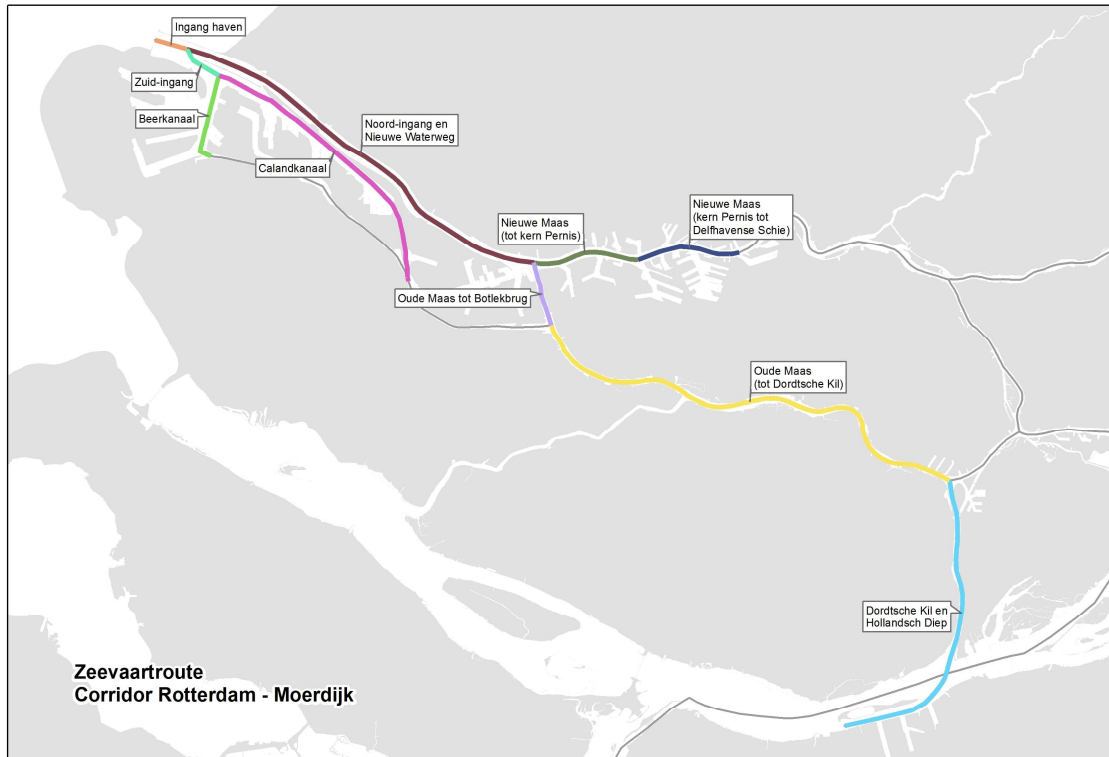 Ingang haven
Zuid-ingang
Beerkanaal
Calandkanaal
Noord-ingang en
Nieuwe Waterweg
Nieuwe Maas
(tot kern Pernis)
Nieuwe Maas
(kern Pernis tot
Delfhavense Schie)
Oude Maas tot Botlekbrug
Oude Maas
(tot Dordtsche Kil)
Dordtsche Kil en
Hollandsch Diep
Zeevaartroute
Corridor Rotterdam - Moerdijk